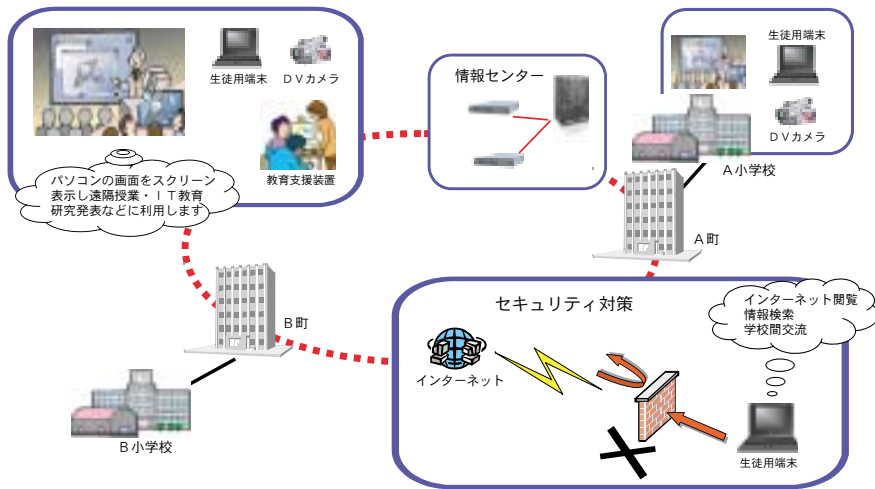 生徒用端末
DVカメラ
教育支援装置
パソコンの画面をスクリーン
表示し遠隔授業・IT教育
研究発表などに利用します
情報センター
生徒用端末
DVカメラ
A小学校
A町
B町
B小学校
セキュリティ対策
インターネット
インターネット閲覧
情報検索
学校間交流
生徒用端末